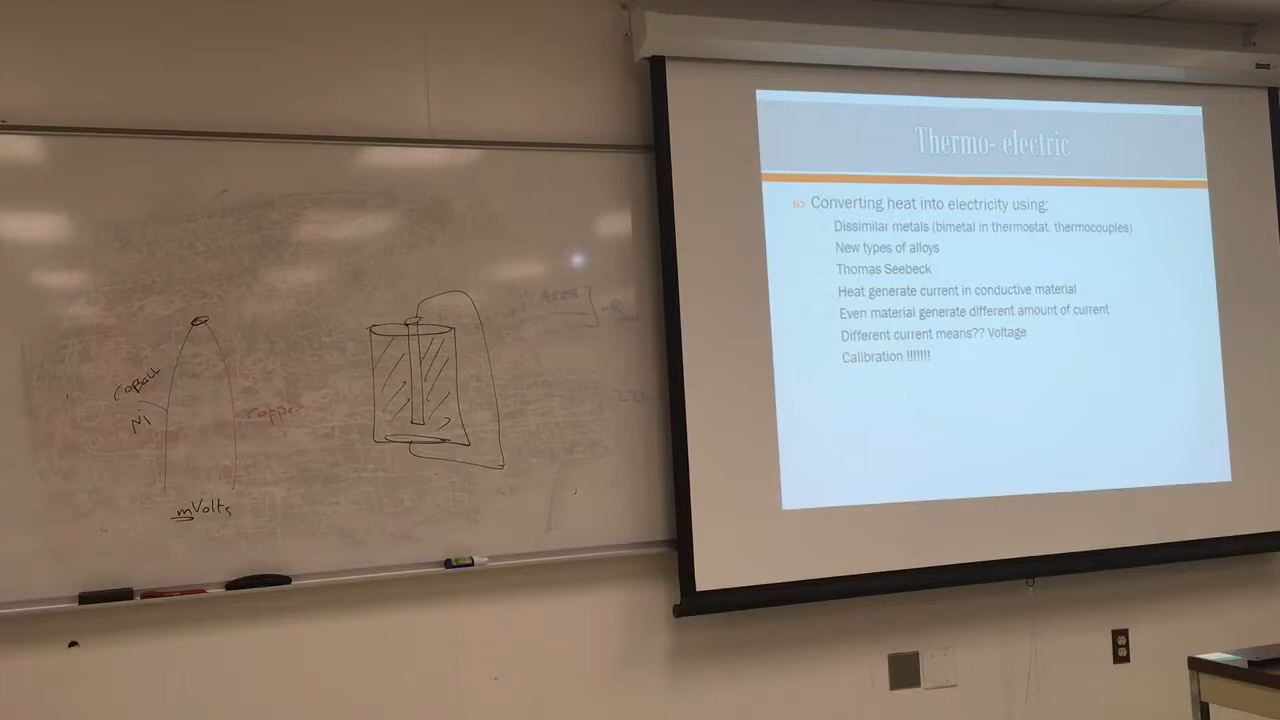 Coball
Ni
copper
mVolts
Thermo- electric
Converting heat into electricity using;
Dissimilar metals (bimetal in thermostat. thermocouples)
New types of alloys
Thomas Seebeck
Heat generate current in conductive material
Even material generate different amount of current
Different current means?? Voltage
Calibration !!!!!!!